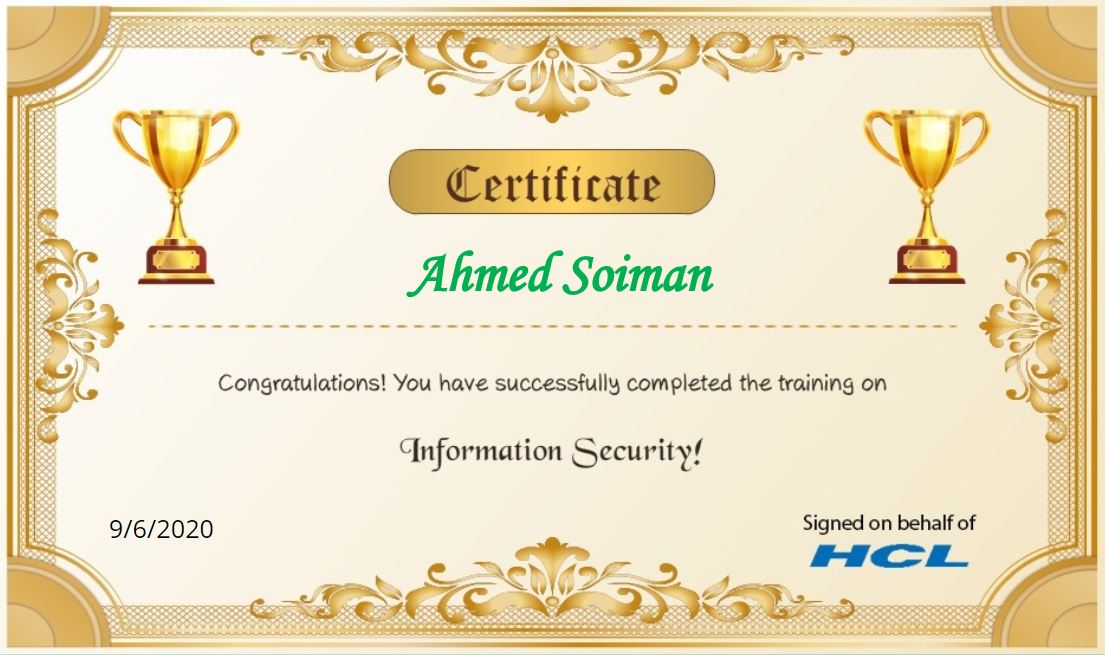 Certificate
Ahmed Soiman
Congratulations! You have successfully completed the training on
Information Security!
9/6/2020
Signed on behalf of
HCL